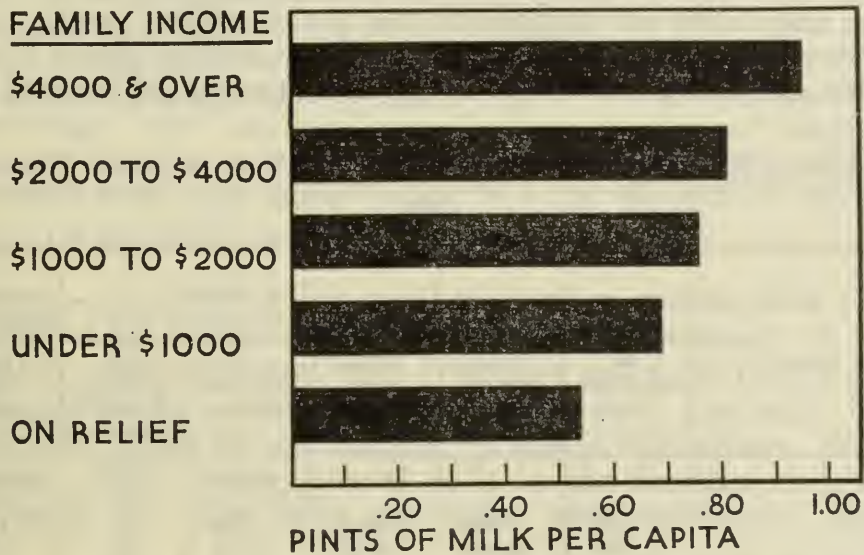 FAMILY INCOME
$4000 & OVER
$2000 TO $4000
$1000 TO $2000
UNDER $1000
ON RELIEF
.20 .40 .60 .80 1.00
PINTS OF MILK PER CAPITA